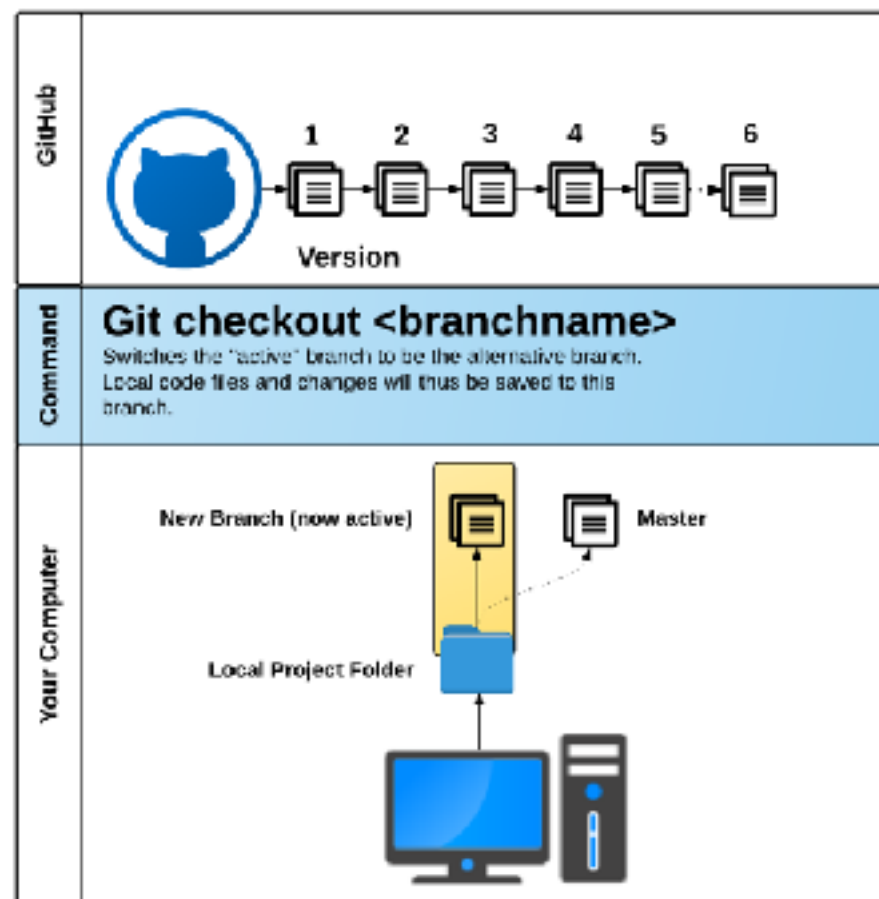 GitHub
1 2 3 4 5 6
Version
Command
Git checkout <branchname>
Switches the "active" branch to be the alternative branch.
Local code files and changes will thus be saved to this
branch.
Your Computer
New Branch (now active)
Master
Local Project Folder